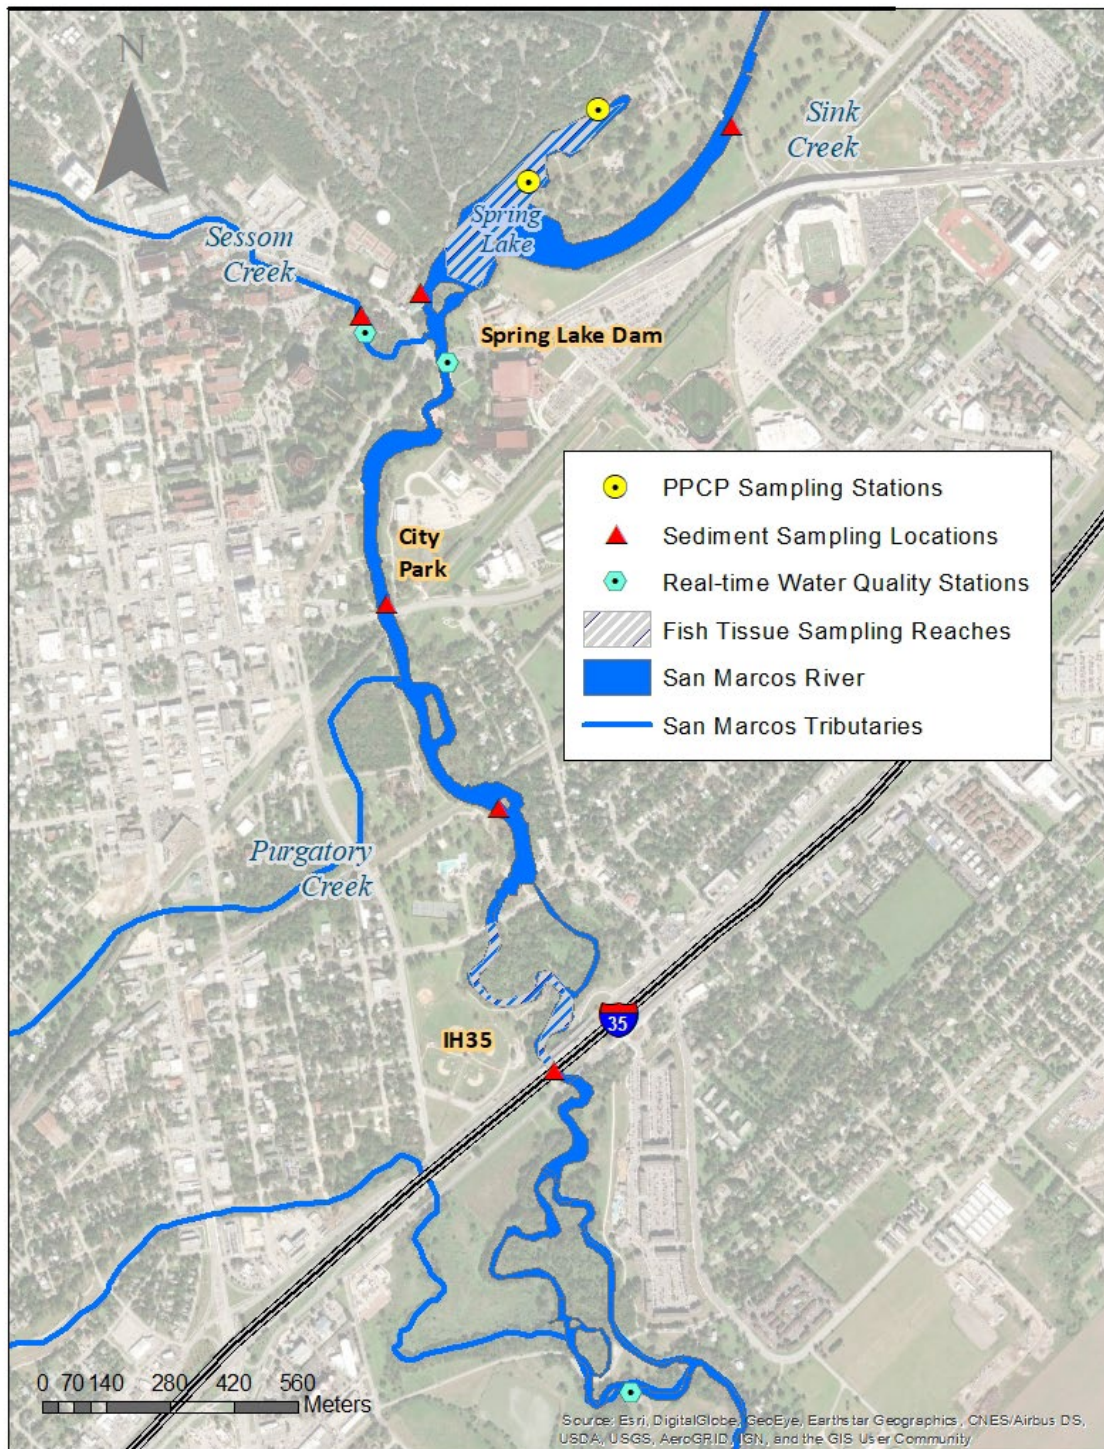 N
Sink
Creek
Spring
Lake
Sessom
Creek
Spring Lake Dam
PPCP Sampling Stations
Sediment Sampling Locations
Real-time Water Quality Stations
Fish Tissue Sampling Reaches
San Marcos River
San Marcos Tributaries
City
Park
Purgatory
Creek
35
IH35
0 70 140 280 420 560
Meters
Source: Esri, DigitalGlobe, GeoEye, Earthstar Geographics, CNES/Airbus DS,
USDA, USGS, AeroGRID, IGN, and the GIS User Community